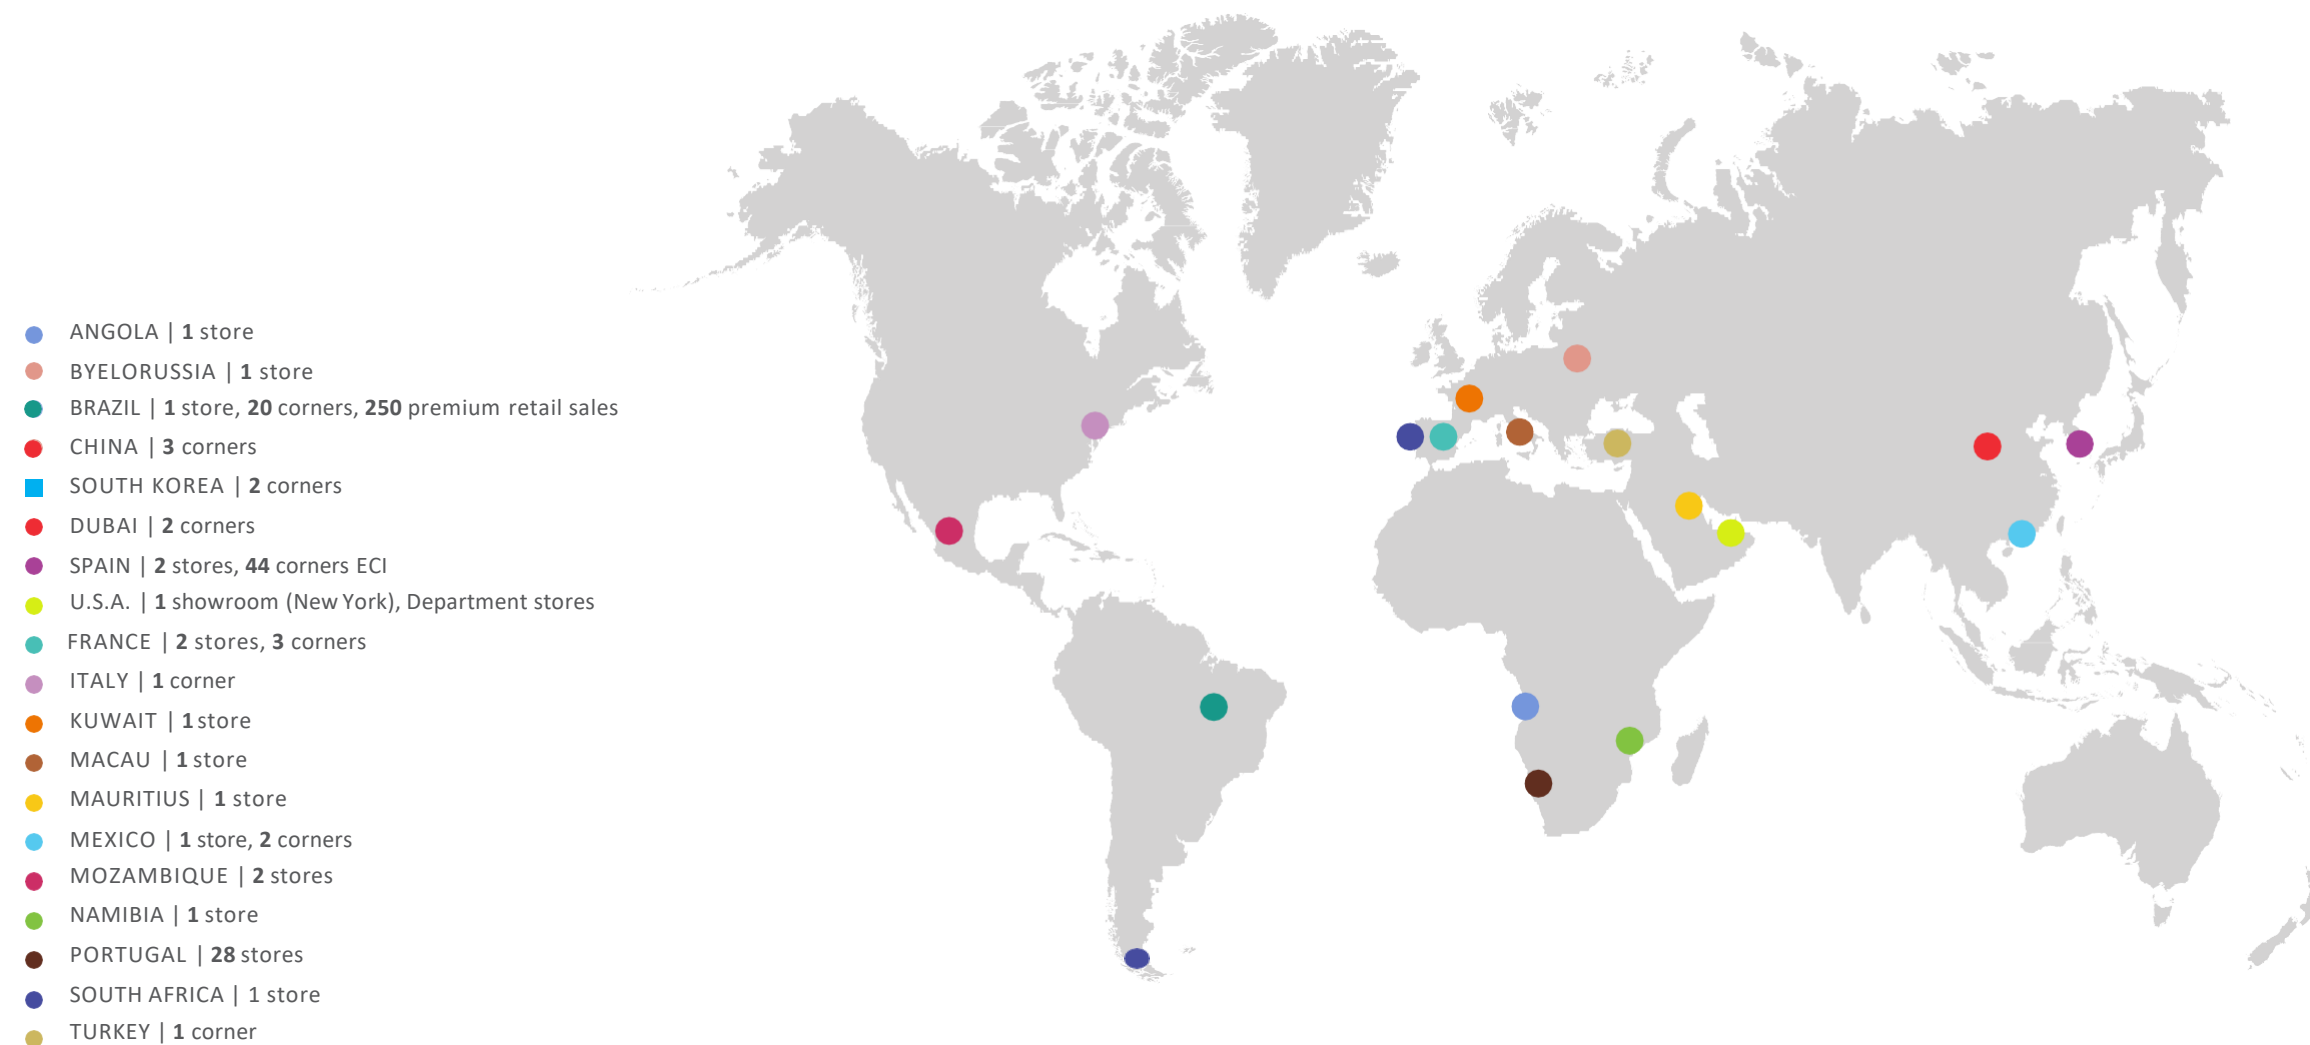 ANGOLA | 1 store
BYELORUSSIA | 1 store
BRAZIL | 1 store, 20 corners, 250 premium retail sales
CHINA | 3 corners
SOUTH KOREA | 2 corners
DUBAI | 2 corners
SPAIN | 2 stores, 44 corners ECI
U.S.A. | 1 showroom (New York), Department stores
FRANCE | 2 stores, 3 corners
ITALY | 1 corner
KUWAIT | 1 store
MACAU | 1 store
MAURITIUS | 1 store
MEXICO | 1 store, 2 corners
MOZAMBIQUE | 2 stores
NAMIBIA | 1 store
PORTUGAL | 28 stores
SOUTH AFRICA | 1 store
TURKEY | 1 corner